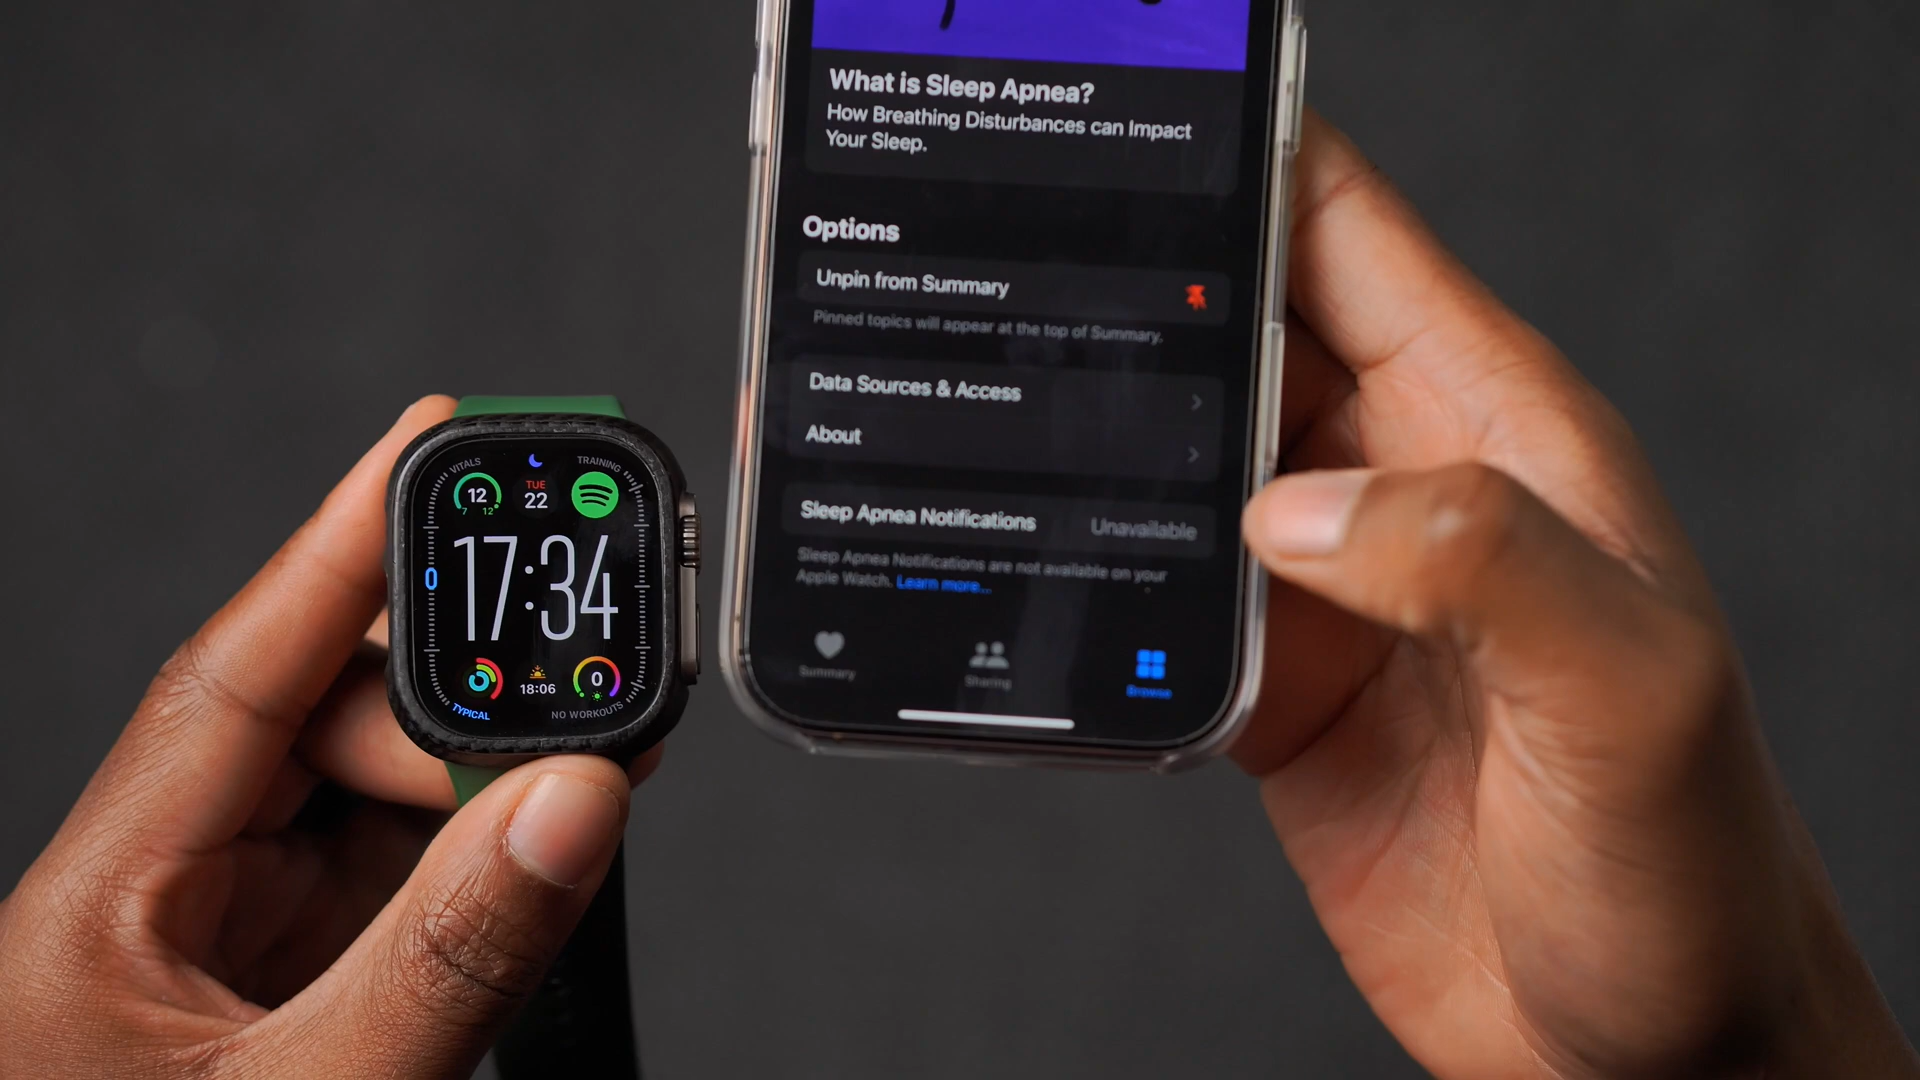 VITALS
TRAINING
12
7 12
TUE
22
17:34
0
18:06
0
TYPICAL
NO WORKOUTS
What is Sleep Apnea?
How Breathing Disturbances can Impact
Your Sleep.
Options
Unpin from Summary
Pinned topics will appear at the top of Summary.
Data Sources & Access
About
Sleep Apnea Notifications Unavailable
Sleep Apnea Notifications are not available on your
Apple Watch. Learn more...
Summary
Sharing
Browse